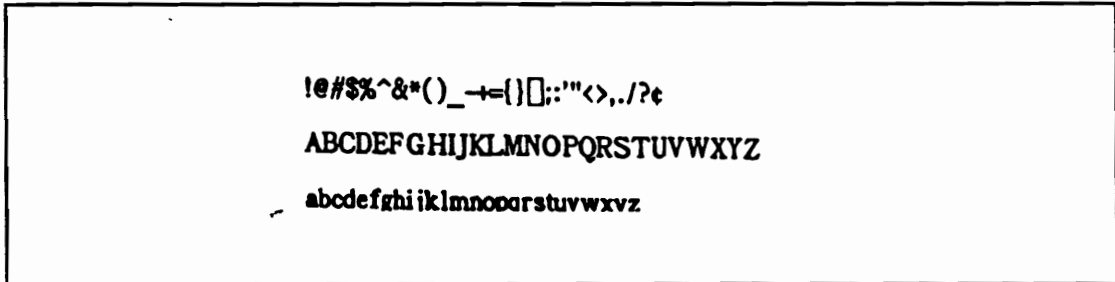 !@#$%^&*()_-+={}[];:'"<>,./?¢
ABCDEFGHIJKLMNOPQRSTUVWXYZ
abcdefghijklmnopqrstuvwxyz